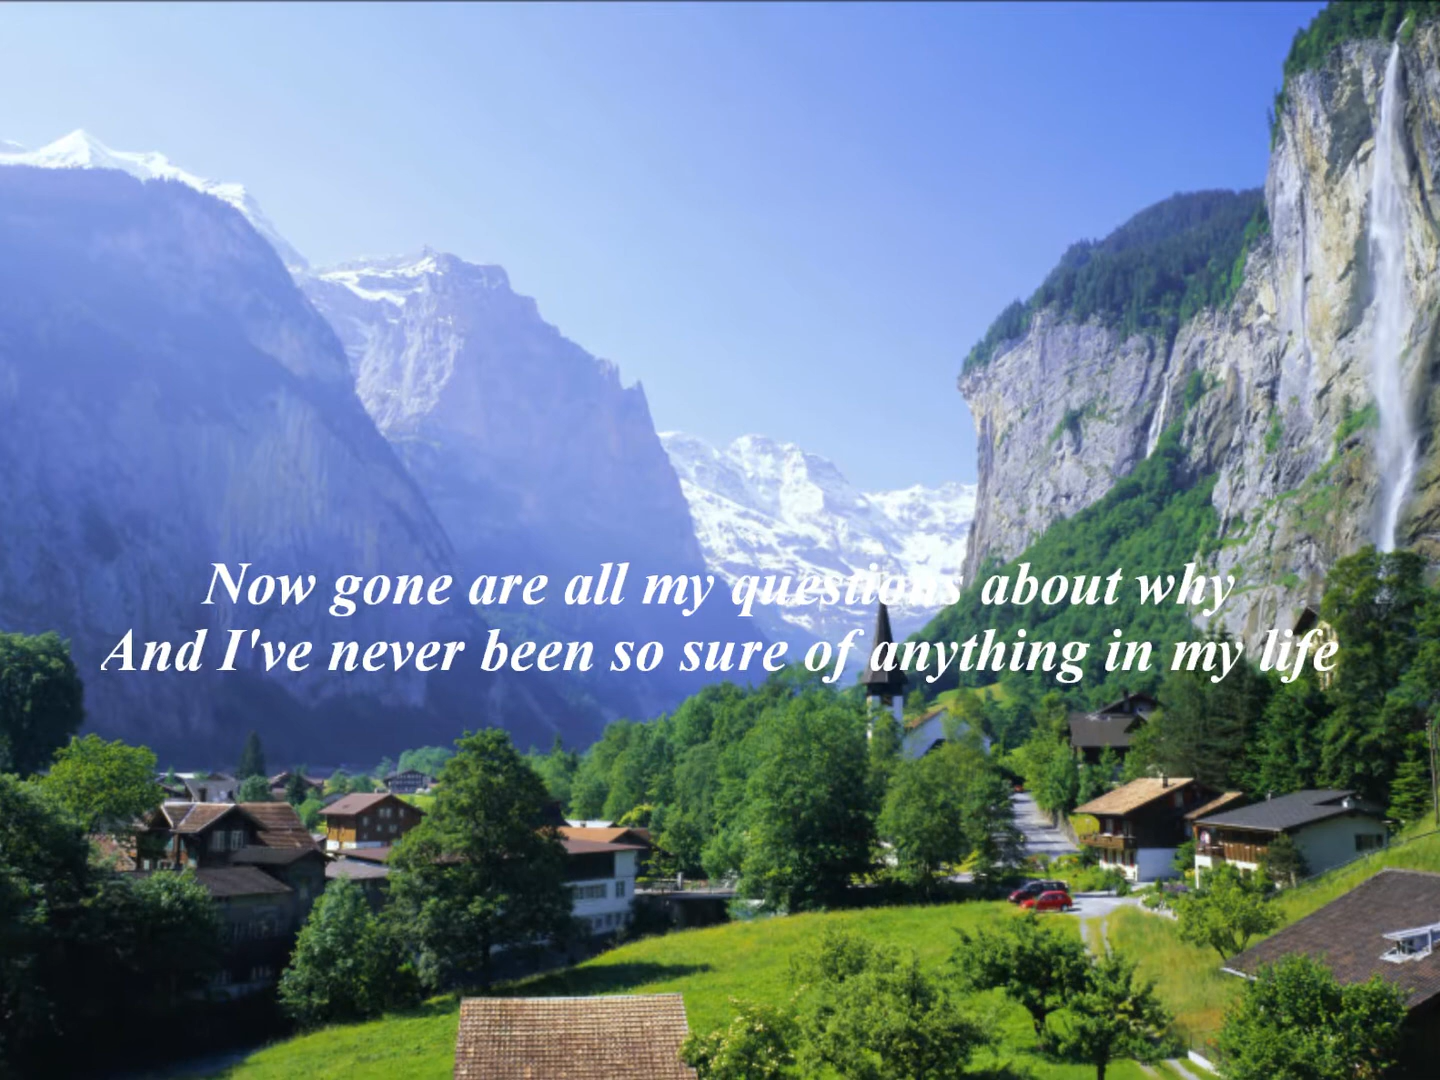 Now gone are all my questions about why
And I've never been so sure of anything in my life